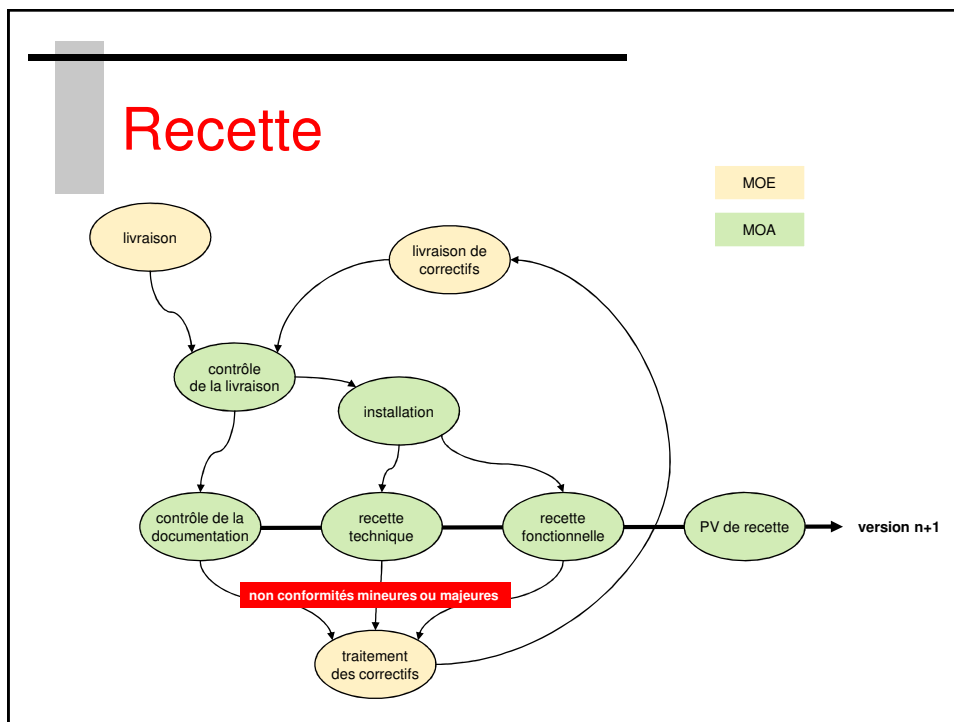 Recette
MOE
MOA
livraison
livraison de
correctifs
contrôle
de la livraison
installation
contrôle de la
documentation
recette
technique
recette
fonctionnelle
PV de recette
version n+1
non conformités mineures ou majeures
traitement
des correctifs